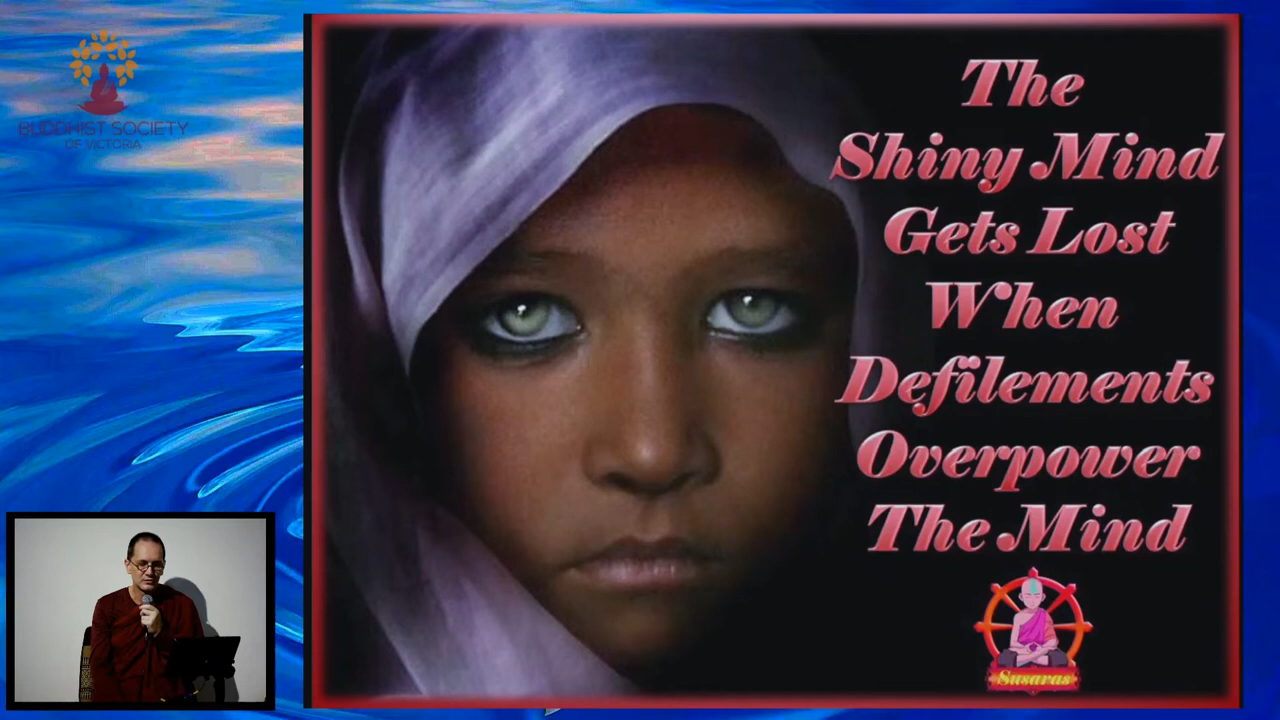 BUDDHIST SOCIETY
OF VICTORIA
The
Shiny Mind
Gets Lost
When
Defilements
Overpower
The Mind
Susaras